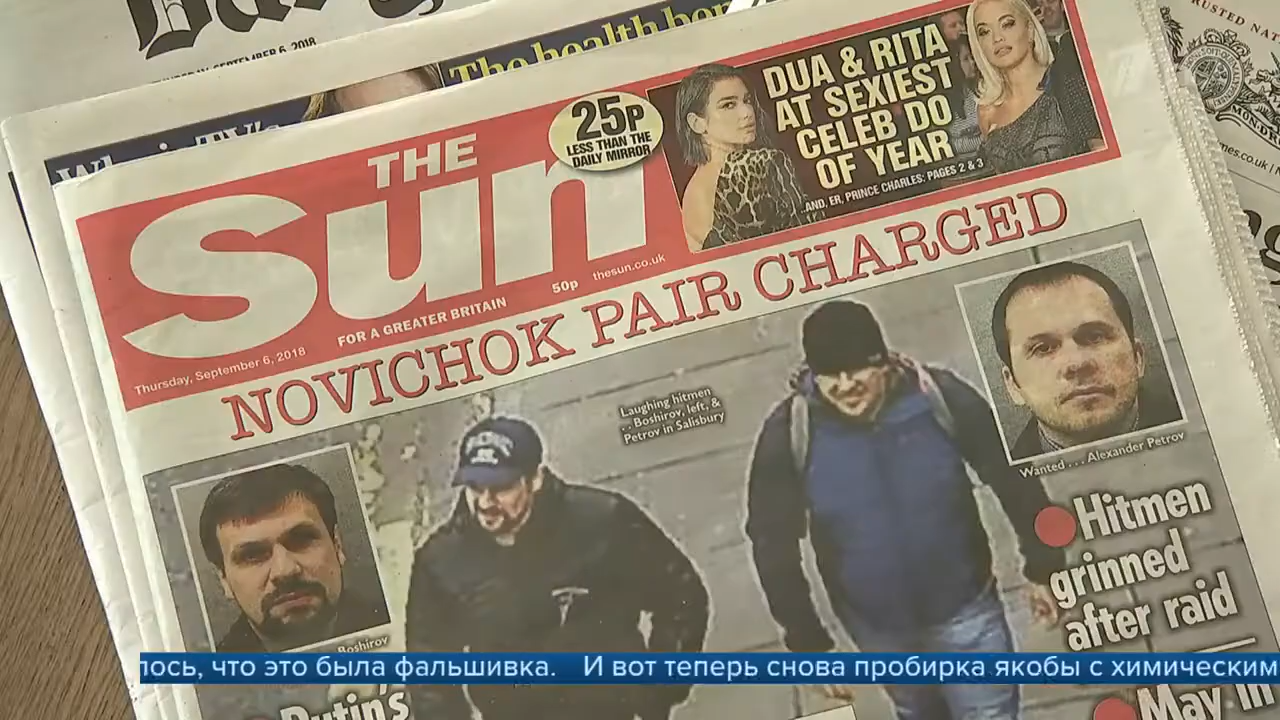 SEPTEMBER 6, 2018
The health
RUSTED
THE
Sun
25P
LESS THAN THE
DAILY MIRROR
DUA & RITA
AT SEXIEST
CELEB DO
OF YEAR
...AND, ER, PRINCE CHARLES: PAGES 2 & 3
Thursday, September 6, 2018
FOR A GREATER BRITAIN
50p
thesun.co.uk
NOVICHOK PAIR CHARGED
Laughing hitmen
. . . Boshirov, left, &
Petrov in Salisbury
Wanted . . . Alexander Petrov
Boshirov
Hitmen
grinned
after raid
Putin's
May in
лось, что это была фальшивка. И вот теперь снова пробирка якобы с химическим